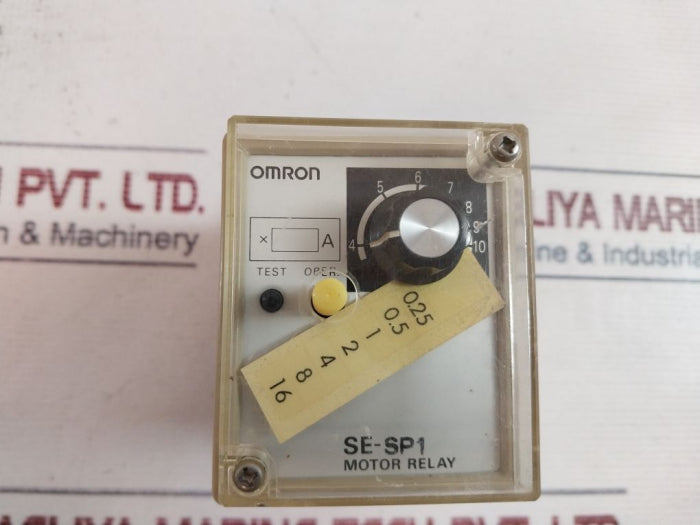 PVT. LTD.
& Machinery
LIYA MARIN
ne & Industria
OMRON
× A
TEST OPER.
4 5 6 7 8 9 10
0.25
0.5
1
2
4
8
16
SE-SP1
MOTOR RELAY